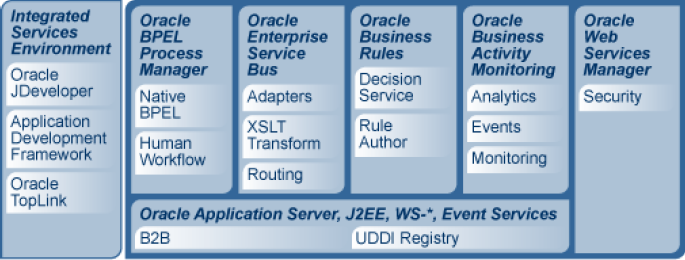 Integrated
Services
Environment
Oracle
JDeveloper
Application
Development
Framework
Oracle
TopLink
Oracle
BPEL
Process
Manager
Native
BPEL
Human
Workflow
Oracle
Enterprise
Service
Bus
Adapters
XSLT
Transform
Routing
Oracle
Business
Rules
Decision
Service
Rule
Author
Oracle
Business
Activity
Monitoring
Analytics
Events
Monitoring
Oracle
Web
Services
Manager
Security
Oracle Application Server, J2EE, WS-*, Event Services
B2B
UDDI Registry